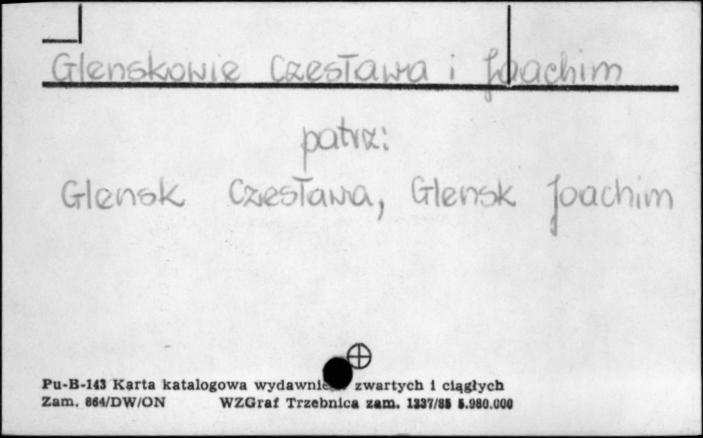 Glenskowie Czesława i Joachim
patrz:
Glensk Czesława, Glensk Joachim
Pu-B-143 Karta katalogowa wydawnic zwartych i ciągłych
Zam. 864/DW/ON WZGraf Trzebnica zam. 1337/85 5.980.000